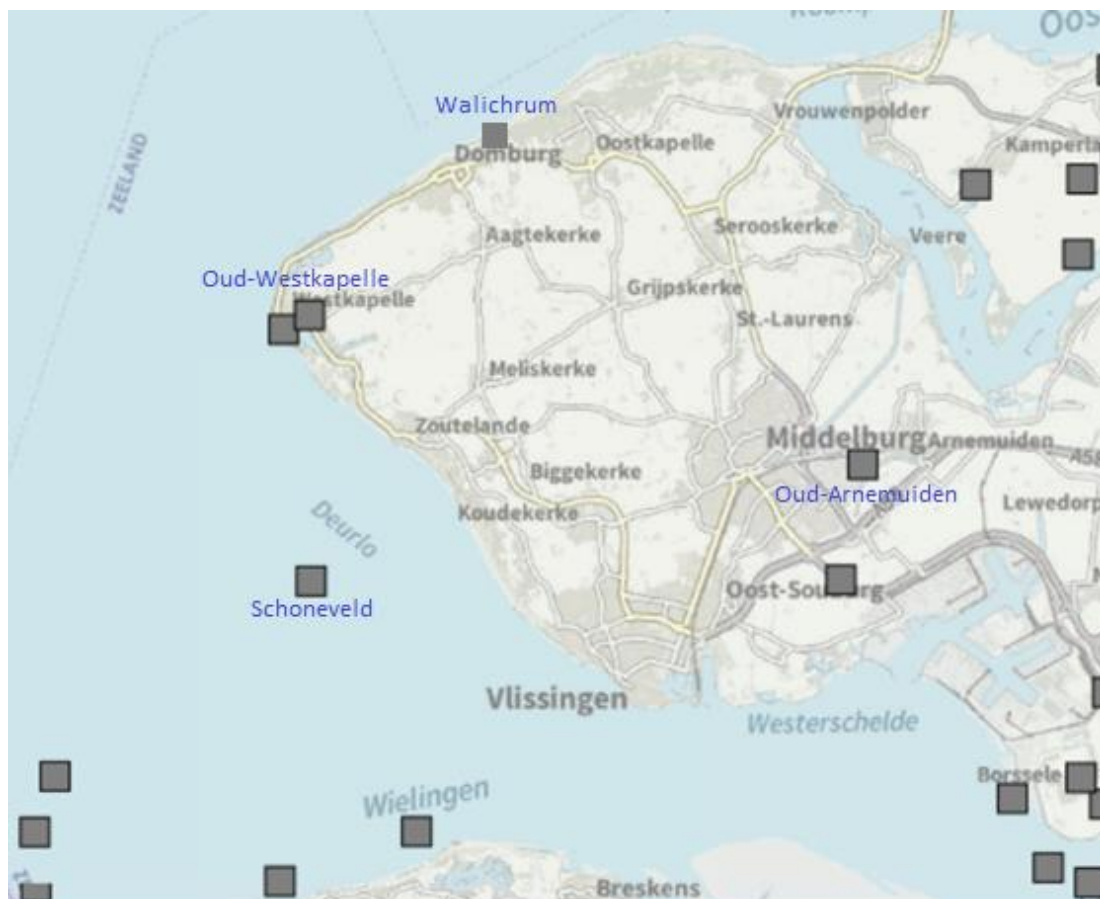 Oos
Walichrum
Vrouwenpolder
Domburg
Oostkapelle
Kamperla
ZEELAND
Aagtekerke
Serooskerke
Veere
Oud-Westkapelle
Westkapelle
Grijpskerke
St.-Laurens
Meliskerke
Zoutelande
Middelburg
Arnemuiden
Biggekerke
Oud-Arnemuiden
Lewedorp
Koudekerke
Deurlo
Schoneveld
Oost-Souburg
Vlissingen
Westerschelde
Borssele
Wielingen
Breskens